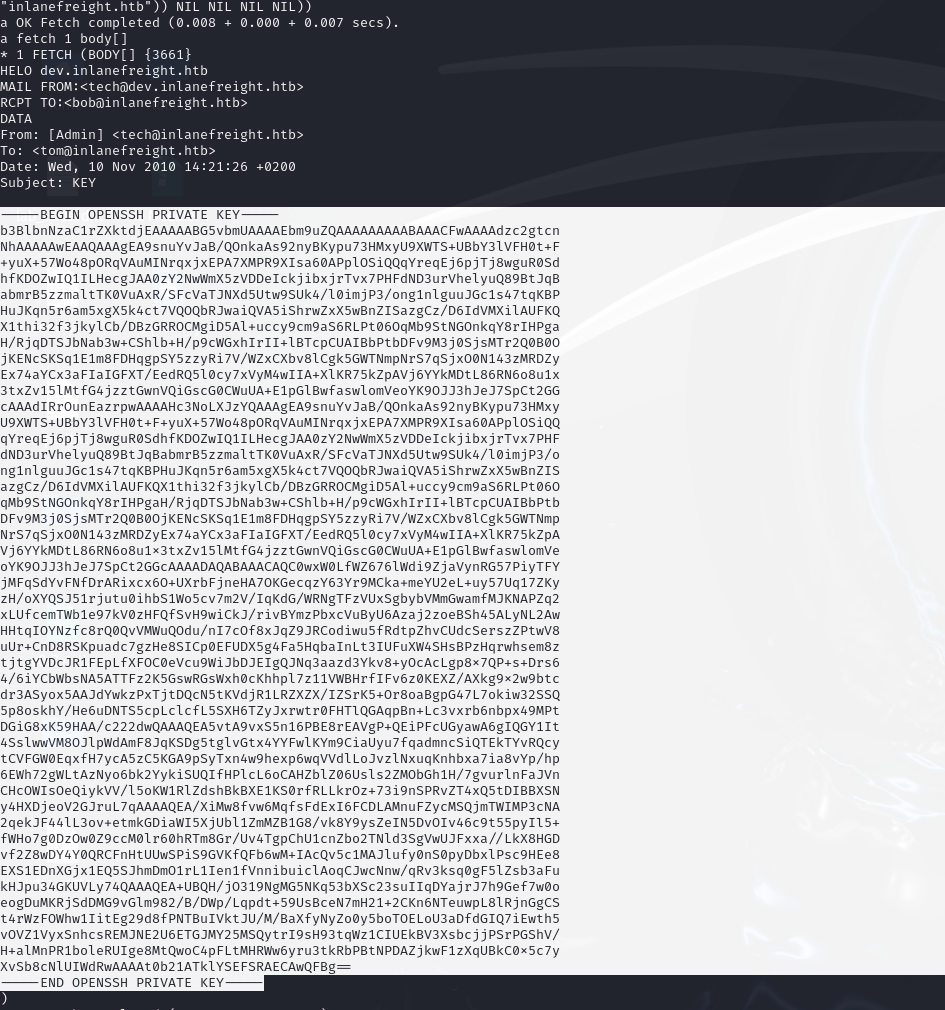 "inlanefreight.htb")) NIL NIL NIL NIL))
a OK Fetch completed (0.008 + 0.000 + 0.007 secs).
a fetch 1 body[]
* 1 FETCH (BODY[] {3661}
HELO dev.inlanefreight.htb
MAIL FROM:<tech@dev.inlanefreight.htb>
RCPT TO:<bob@inlanefreight.htb>
DATA
From: [Admin] <tech@inlanefreight.htb>
To: <tom@inlanefreight.htb>
Date: Wed, 10 Nov 2010 14:21:26 +0200
Subject: KEY
-----BEGIN OPENSSH PRIVATE KEY-----
b3BlbnNzaC1rZXktdjEAAAAABG5vbmUAAAAEbm9uZQAAAAAAAAABAAACFwAAAAdzc2gtcn
NhAAAAAwEAAQAAAgEA9snuYvJaB/QOnkaAs92nyBKypu73HMxyU9XWTS+UBbY3lVFH0t+F
+yuX+57Wo48pORqVAuMINrqxjxEPA7XMPR9XIsa60APplOSiQQqYreqEj6pjTj8wguR0Sd
hfKDOZwIQ1ILHecgJAA0zY2NwWmX5zVDDeIckjibxjrTvx7PHFdND3urVhelyuQ89BtJqB
abmrB5zzmaltTK0VuAxR/SFcVaTJNXd5Utw9SUk4/l0imjP3/ong1nlguuJGc1s47tqKBP
HuJKqn5r6am5xgX5k4ct7VQOQbRJwaiQVA5iShrwZxX5wBnZISazgCz/D6IdVMXilAUFKQ
X1thi32f3jkylCb/DBzGRROCMgiD5Al+uccy9cm9aS6RLPt06OqMb9StNGOnkqY8rIHPga
H/RjqDTSJbNab3w+CShlb+H/p9cWGxhIrII+lBTcpCUAIBbPtbDFv9M3j0SjsMTr2Q0B0O
jKENcSKSq1E1m8FDHqgpSY5zzyRi7V/WZxCXbv8lCgk5GWTNmpNrS7qSjxO0N143zMRDZy
Ex74aYCx3aFIaIGFXT/EedRQ5l0cy7xVyM4wIIA+XlKR75kZpAVj6YYkMDtL86RN6o8u1x
3txZv15lMtfG4jzztGwnVQiGscG0CWuUA+E1pGlBwfaswlomVeoYK9OJJ3hJeJ7SpCt2GG
cAAAdIRrOunEazrpwAAAAHc3NoLXJzYQAAAgEA9snuYvJaB/QOnkaAs92nyBKypu73HMxy
U9XWTS+UBbY3lVFH0t+F+yuX+57Wo48pORqVAuMINrqxjxEPA7XMPR9XIsa60APplOSiQQ
qYreqEj6pjTj8wguR0SdhfKDOZwIQ1ILHecgJAA0zY2NwWmX5zVDDeIckjibxjrTvx7PHF
dND3urVhelyuQ89BtJqBabmrB5zzmaltTK0VuAxR/SFcVaTJNXd5Utw9SUk4/l0imjP3/o
ng1nlguuJGc1s47tqKBPHuJKqn5r6am5xgX5k4ct7VQOQbRJwaiQVA5iShrwZxX5wBnZIS
azgCz/D6IdVMXilAUFKQX1thi32f3jkylCb/DBzGRROCMgiD5Al+uccy9cm9aS6RLPt06O
qMb9StNGOnkqY8rIHPgaH/RjqDTSJbNab3w+CShlb+H/p9cWGxhIrII+lBTcpCUAIBbPtb
DFv9M3j0SjsMTr2Q0B0OjKENcSKSq1E1m8FDHqgpSY5zzyRi7V/WZxCXbv8lCgk5GWTNmp
NrS7qSjxO0N143zMRDZyEx74aYCx3aFIaIGFXT/EedRQ5l0cy7xVyM4wIIA+XlKR75kZpA
Vj6YYkMDtL86RN6o8u1x3txZv15lMtfG4jzztGwnVQiGscG0CWuUA+E1pGlBwfaswlomVe
oYK9OJJ3hJeJ7SpCt2GGcAAAADAQABAAACAQC0wxW0LfWZ676lWdi9ZjaVynRG57PiyTFY
jMFqSdYvFNfDrARixcx6O+UXrbFjneHA7OKGecqzY63Yr9MCka+meYU2eL+uy57Uq17ZKy
zH/oXYQSJ51rjutu0ihbS1Wo5cv7m2V/IqKdG/WRNgTFzVUxSgbybVMmGwamfMJKNAPZq2
xLUfcemTWb1e97kV0zHFQfSvH9wiCkJ/rivBYmzPbxcVuByU6Azaj2zoeBSh45ALyNL2Aw
HHtqIOYNzfc8rQ0QvVMWuQOdu/nI7cOf8xJqZ9JRCodiwu5fRdtpZhvCUdcSerszZPtwV8
uUr+CnD8RSKpuadc7gzHe8SICp0EFUDX5g4Fa5HqbaInLt3IUFuXW4SHsBPzHqrwhsem8z
tjtgYVDcJR1FEpLfXFOC0eVcu9WiJbDJEIgQJNq3aazd3Ykv8+yOcAcLgp8x7QP+s+Drs6
4/6iYCbWbsNA5ATTFz2K5GswRGsWxh0cKhhpl7z11VWBHrfIFv6z0KEXZ/AXkg9x2w9btc
dr3ASyox5AAJdYwkzPxTjtDQcN5tKVdjR1LRZXZX/IZSrK5+Or8oaBgpG47L7okiw32SSQ
5p8oskhY/He6uDNTS5cpLclcfL5SXH6TZyJxrwtr0FHTlQGAqpBn+Lc3vxrb6nbpx49MPt
DGiG8xK59HAA/c222dwQAAAQEA5vtA9vxS5n16PBE8rEAVgP+QEiPFcUGyawA6gIQGY1It
4SslwwVM8OJlpWdAmF8JqKSDg5tglvGtx4YYFwlKYm9CiaUyu7fqadmncSiQTEkTYvRQcy
tCVFGW0EqxfH7ycA5zC5KGA9pSyTxn4w9hexp6wqVVdlLoJvzlNxuqKnhbxa7ia8vYp/hp
6EWh72gWLtAzNyo6bk2YykiSUQIfHPlcL6oCAHZblZ06Usls2ZMObGh1H/7gvurlnFaJVn
CHcOWIsOeQiykVV/l5oKW1RlZdshBkBXE1KS0rfRLLkrOz+73i9nSPRvZT4xQ5tDIBBXSN
y4HXDjeoV2GJruL7qAAAAQEA/XiMw8fvw6MqfsFdExI6FCDLAMnuFZycMSQjmTWIMP3cNA
2qekJF44lL3ov+etmkGDiaWI5XjUbl1ZmMZB1G8/vk8Y9ysZeIN5DvOIv46c9t55pyIl5+
fWHo7g0DzOw0Z9ccM0lr60hRTm8Gr/Uv4TgpChU1cnZbo2TNld3SgVwUJFxxa//LkX8HGD
vf2Z8wDY4Y0QRCFnHtUUwSPiS9GVKfQFb6wM+IAcQv5c1MAJlufy0nS0pyDbxlPsc9HEe8
EXS1EDnXGjx1EQ5SJhmDmO1rL1Ien1fVnnibuiclAoqCJwcNnw/qRv3ksq0gF5lZsb3aFu
kHJpu34GKUVLy74QAAAQEA+UBQH/jO319NgMG5NKq53bXSc23suIIqDYajrJ7h9Gef7w0o
eogDuMKRjSdDMG9vGlm982/B/DWp/Lqpdt+59UsBceN7mH21+2CKn6NTeuwpL8lRjnGgCS
t4rWzFOWhw1IitEg29d8fPNTBuIVktJU/M/BaXfyNyZo0y5boTOELoU3aDfdGIQ7iEwth5
vOVZ1VyxSnhcsREMJNE2U6ETGJMY25MSQytrI9sH93tqWz1CIUEkBV3XsbcjjPSrPGShV/
H+alMnPR1boleRUIge8MtQwoC4pFLtMHRWw6yru3tkRbPBtNPDAZjkwF1zXqUBkC0x5c7y
XvSb8cNlUIWdRwAAAAt0b21ATklYSEFSRAECAwQFBg==
-----END OPENSSH PRIVATE KEY-----
)